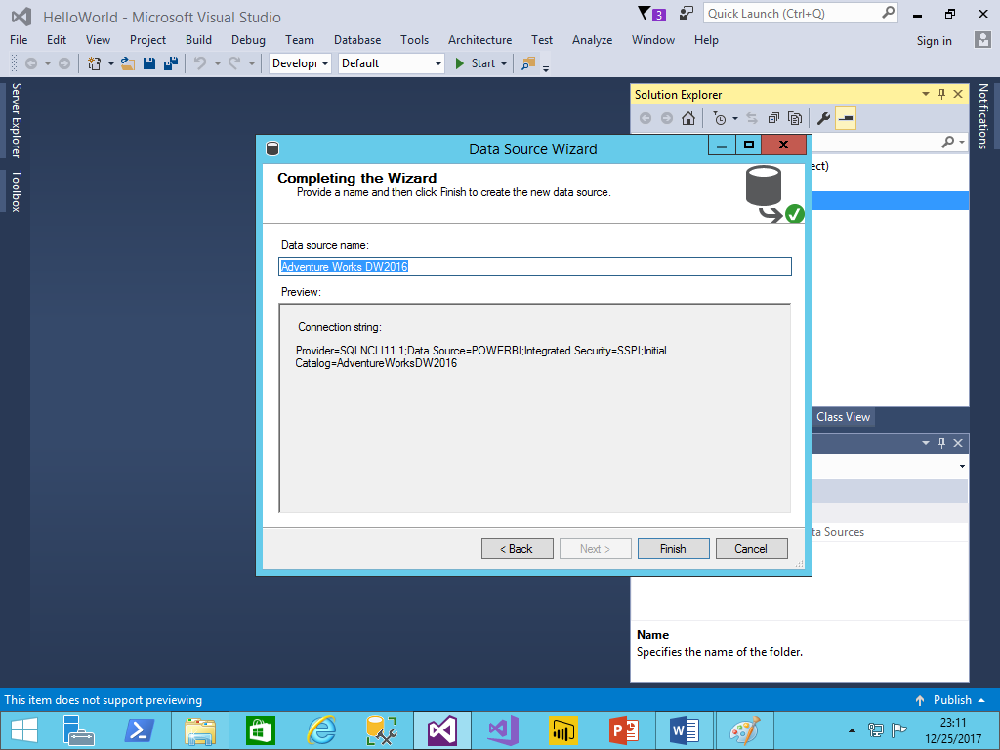 HelloWorld - Microsoft Visual Studio
3
Quick Launch (Ctrl+Q)
File Edit View Project Build Debug Team Database Tools Architecture Test Analyze Window Help
Sign in
Default
Start
Server Explorer
Toolbox
Solution Explorer
Notifications
Data Source Wizard
Completing the Wizard
Provide a name and then click Finish to create the new data source.
Data source name:
Adventure Works DW2016
Preview:
Connection string:
Provider=SQLNCLI11.1;Data Source=POWERBI;Integrated Security=SSPI;Initial
Catalog=AdventureWorksDW2016
< Back
Next >
Finish
Cancel
ect)
Class View
ta Sources
Name
Specifies the name of the folder.
This item does not support previewing
Publish
23:11
12/25/2017